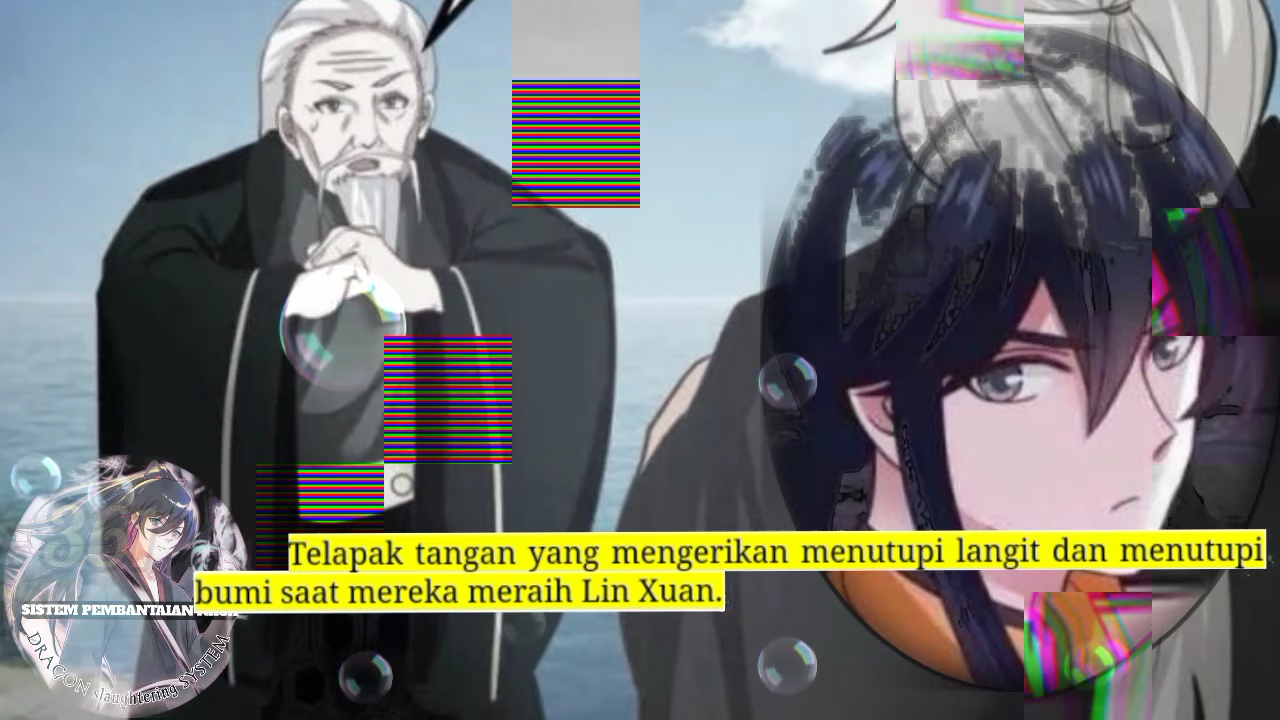 Telapak tangan yang mengerikan menutupi langit dan menutupi
bumi saat mereka meraih Lin Xuan.
SISTEM PEMBANTAIAN
DRAGON slaughtering SYSTEM